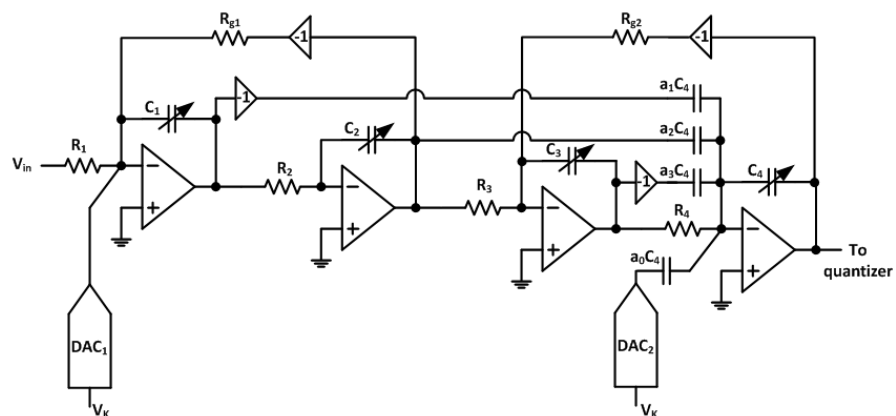 Rg1
-1
Rg2
-1
-1
a1C4
C1
C2
a2C4
C3
R1
a3C4
C4
Vin
R2
-1
R3
R4
−
+
−
+
−
+
−
+
a0C4
To
quantizer
DAC1
DAC2
VK
VK